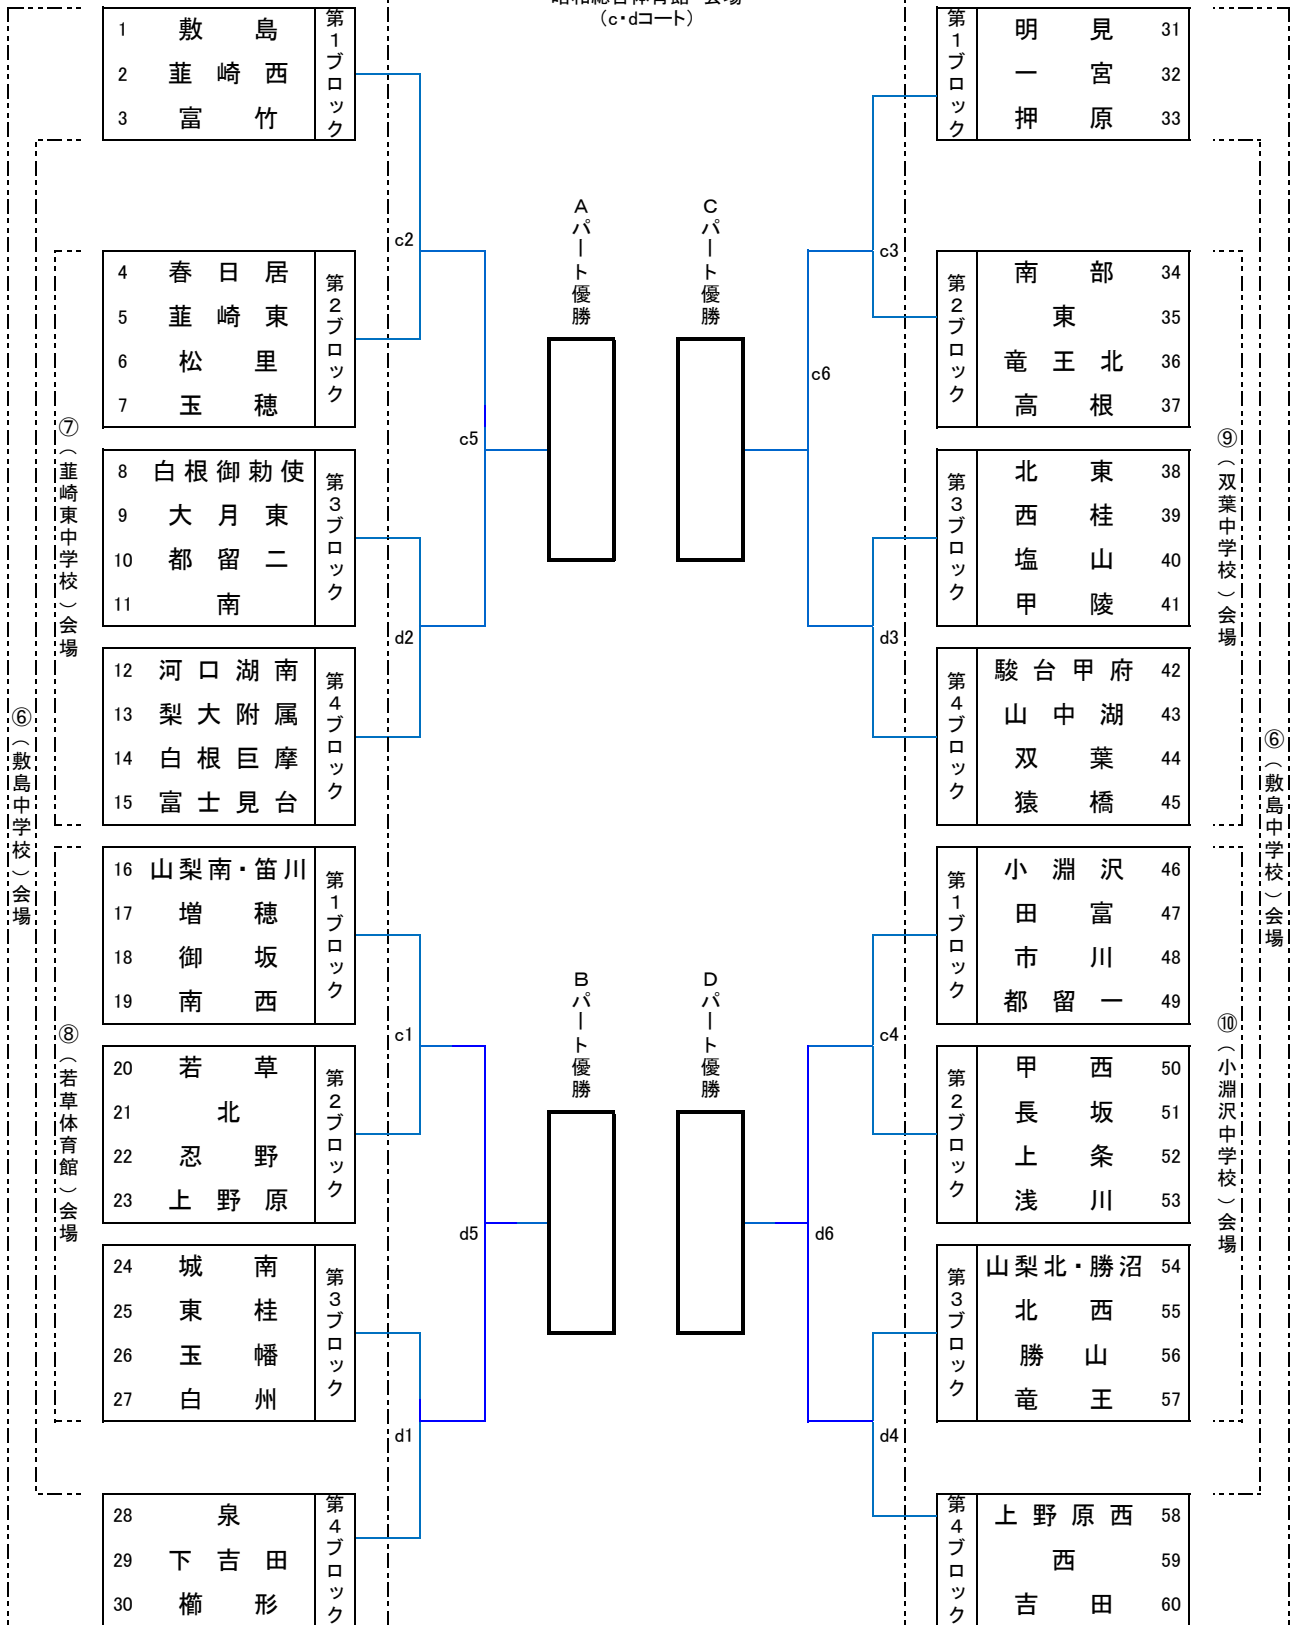 （c・dコート）
⑥（敷島中学校）会場
⑦（韮崎東中学校）会場
⑧（若草体育館）会場
第1ブロック
1 敷島
2 韮崎西
3 富竹
第2ブロック
4 春日居
5 韮崎東
6 松里
7 玉穂
第3ブロック
8 白根御勅使
9 大月東
10 都留二
11 南
第4ブロック
12 河口湖南
13 梨大附属
14 白根巨摩
15 富士見台
第1ブロック
16 山梨南・笛川
17 増穂
18 御坂
19 南西
第2ブロック
20 若草
21 北
22 忍野
23 上野原
第3ブロック
24 城南
25 東桂
26 玉幡
27 白州
第4ブロック
28 泉
29 下吉田
30 櫛形
c2
c5
d2
c1
d5
d1
Aパート優勝
Cパート優勝
Bパート優勝
Dパート優勝
c3
c6
d3
c4
d6
d4
第1ブロック
明見 31
一宮 32
押原 33
第2ブロック
南部 34
東 35
竜王北 36
高根 37
第3ブロック
北東 38
西桂 39
塩山 40
甲陵 41
第4ブロック
駿台甲府 42
山中湖 43
双葉 44
猿橋 45
第1ブロック
小淵沢 46
田富 47
市川 48
都留一 49
第2ブロック
甲西 50
長坂 51
上条 52
浅川 53
第3ブロック
山梨北・勝沼 54
北西 55
勝山 56
竜王 57
第4ブロック
上野原西 58
西 59
吉田 60
⑨（双葉中学校）会場
⑩（小淵沢中学校）会場
⑥（敷島中学校）会場